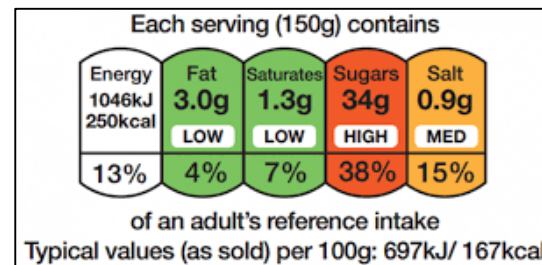 Each serving (150g) contains
Energy Fat Saturates Sugars Salt
1046kJ 3.0g 1.3g 34g 0.9g
250kcal
LOW LOW HIGH MED
13% 4% 7% 38% 15%
of an adult's reference intake
Typical values (as sold) per 100g: 697kJ/ 167kcal